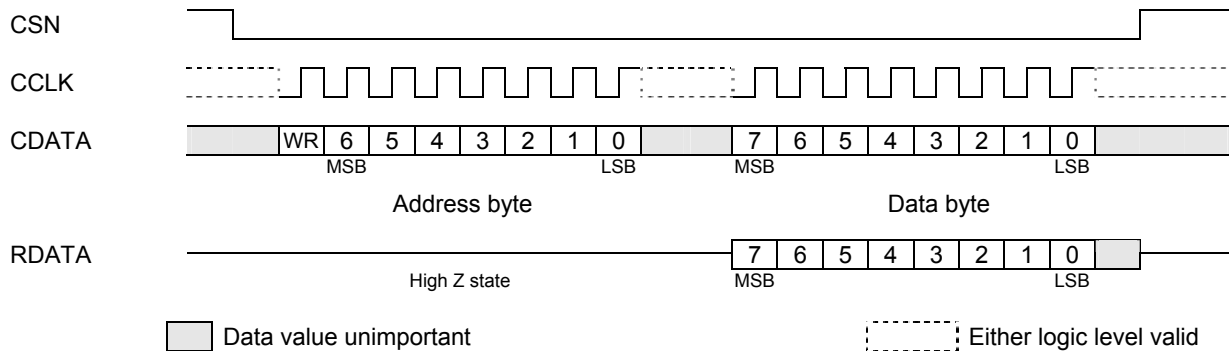 CSN
CCLK
CDATA WR 6 5 4 3 2 1 0 7 6 5 4 3 2 1 0
MSB LSB MSB LSB
Address byte Data byte
RDATA 7 6 5 4 3 2 1 0
High Z state MSB LSB
Data value unimportant Either logic level valid